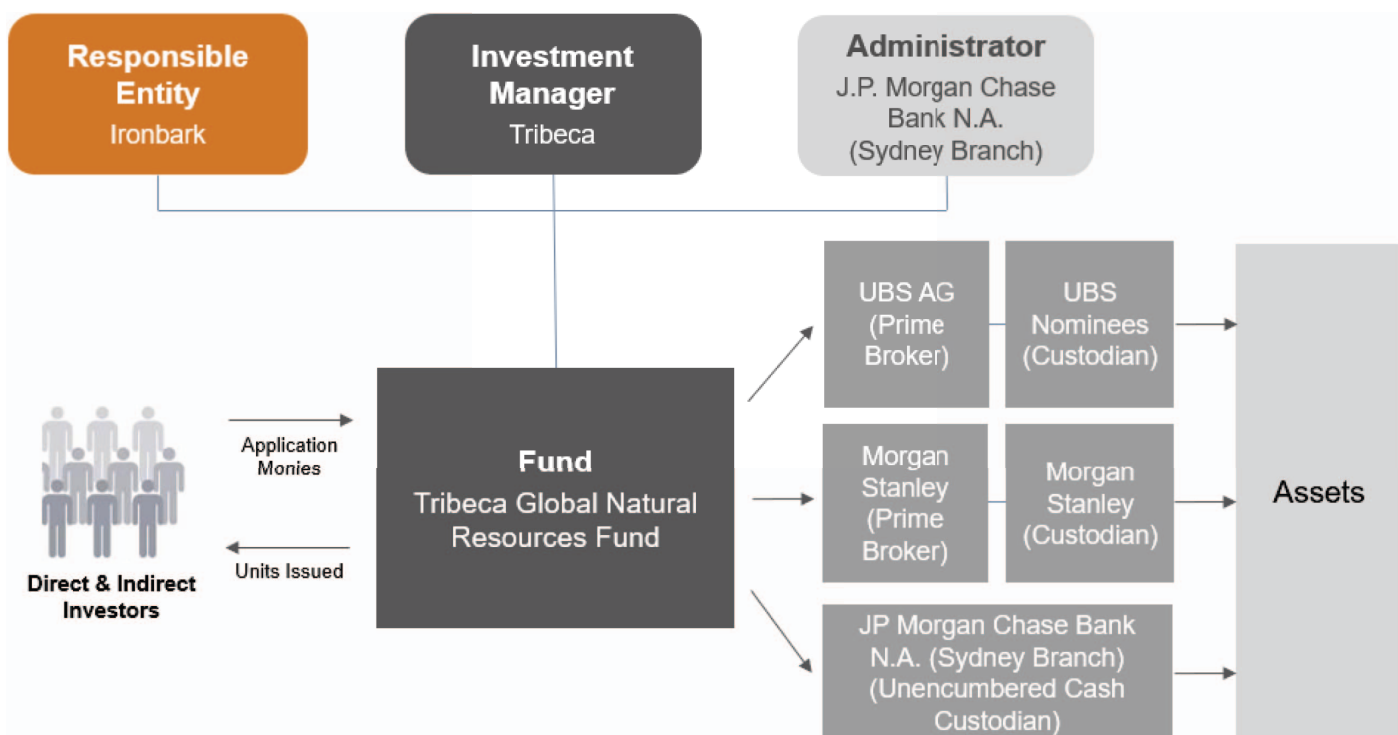 Responsible
Entity
Ironbark
Investment
Manager
Tribeca
Administrator
J.P. Morgan Chase
Bank N.A.
(Sydney Branch)
Direct & Indirect
Investors
Application
Monies
Units Issued
Fund
Tribeca Global Natural
Resources Fund
UBS AG
(Prime
Broker)
UBS
Nominees
(Custodian)
Morgan
Stanley
(Prime
Broker)
Morgan
Stanley
(Custodian)
JP Morgan Chase Bank
N.A. (Sydney Branch)
(Unencumbered Cash
Custodian)
Assets